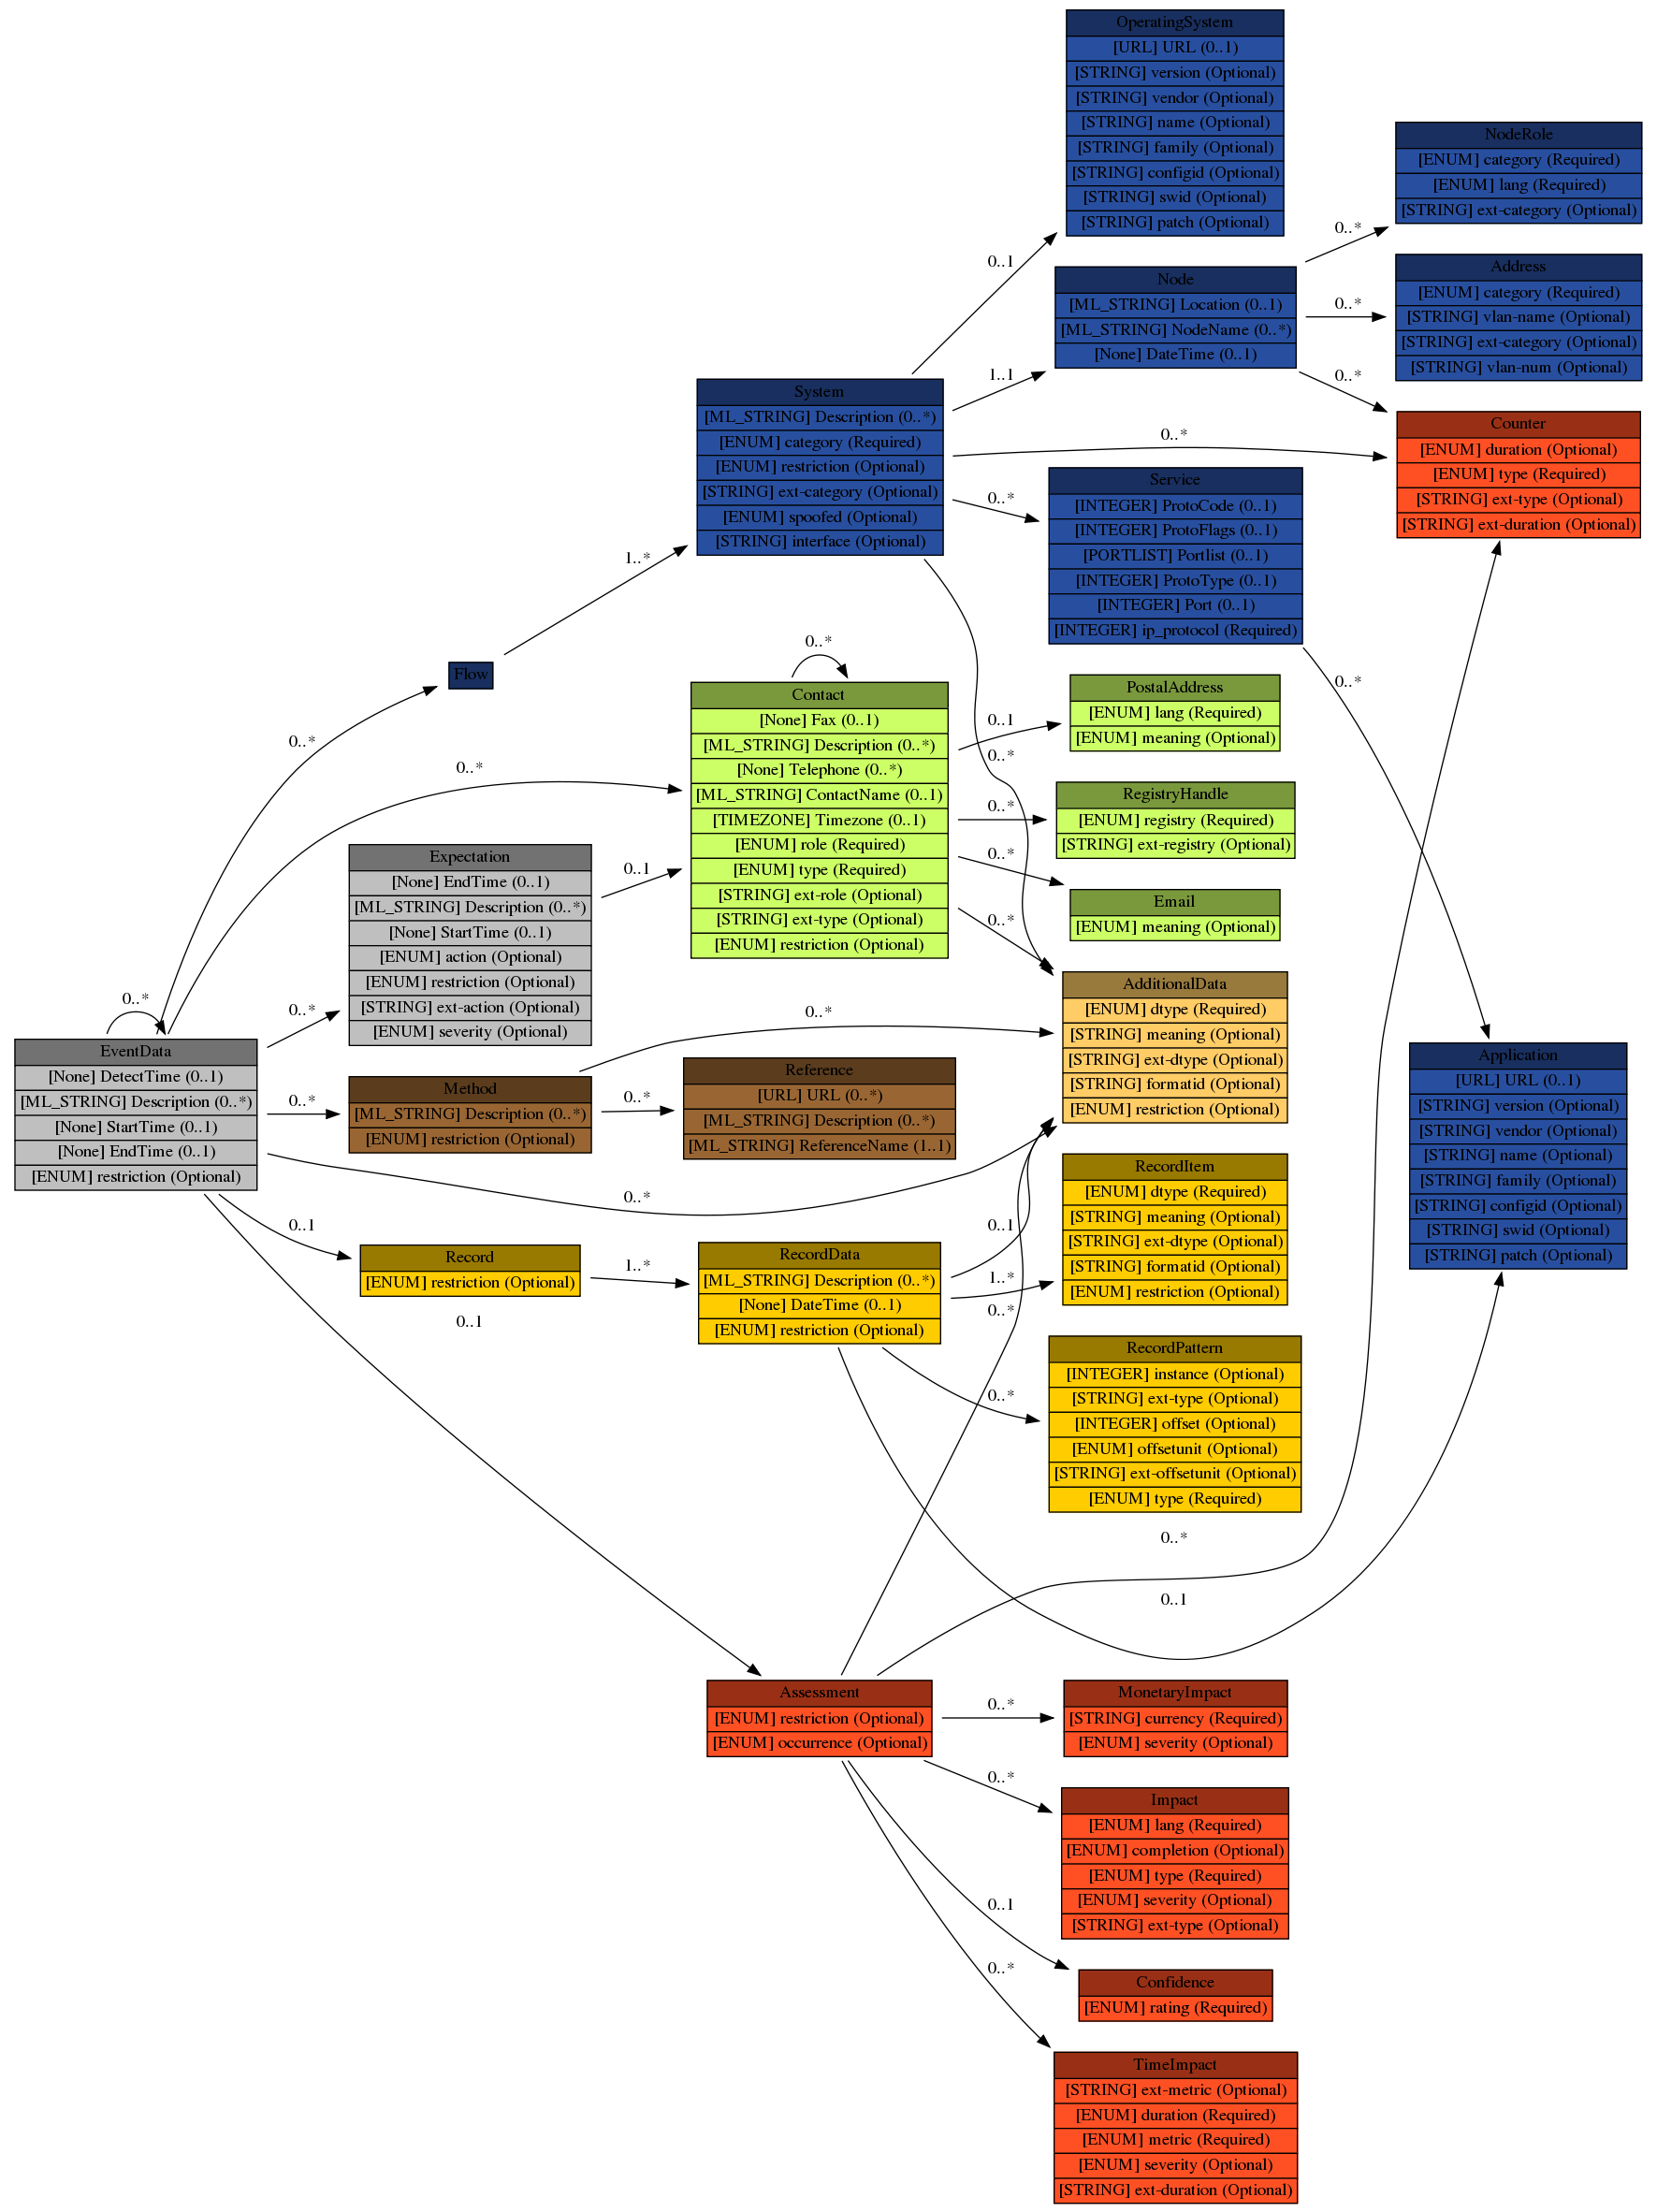 OperatingSystem
[URL] URL (0..1)
[STRING] version (Optional)
[STRING] vendor (Optional)
[STRING] name (Optional)
[STRING] family (Optional)
[STRING] configid (Optional)
[STRING] swid (Optional)
[STRING] patch (Optional)
NodeRole
[ENUM] category (Required)
[ENUM] lang (Required)
[STRING] ext-category (Optional)
0..*
0..1
Node
[ML_STRING] Location (0..1)
[ML_STRING] NodeName (0..*)
[None] DateTime (0..1)
Address
[ENUM] category (Required)
[STRING] vlan-name (Optional)
[STRING] ext-category (Optional)
[STRING] vlan-num (Optional)
0..*
1..1
0..*
System
[ML_STRING] Description (0..*)
[ENUM] category (Required)
[ENUM] restriction (Optional)
[STRING] ext-category (Optional)
[ENUM] spoofed (Optional)
[STRING] interface (Optional)
0..*
Counter
[ENUM] duration (Optional)
[ENUM] type (Required)
[STRING] ext-type (Optional)
[STRING] ext-duration (Optional)
0..*
Service
[INTEGER] ProtoCode (0..1)
[INTEGER] ProtoFlags (0..1)
[PORTLIST] Portlist (0..1)
[INTEGER] ProtoType (0..1)
[INTEGER] Port (0..1)
[INTEGER] ip_protocol (Required)
1..*
Flow
0..*
0..*
0..*
0..*
Contact
[None] Fax (0..1)
[ML_STRING] Description (0..*)
[None] Telephone (0..*)
[ML_STRING] ContactName (0..1)
[TIMEZONE] Timezone (0..1)
[ENUM] role (Required)
[ENUM] type (Required)
[STRING] ext-role (Optional)
[STRING] ext-type (Optional)
[ENUM] restriction (Optional)
0..1
0..*
PostalAddress
[ENUM] lang (Required)
[ENUM] meaning (Optional)
0..*
RegistryHandle
[ENUM] registry (Required)
[STRING] ext-registry (Optional)
0..*
Email
[ENUM] meaning (Optional)
0..*
Expectation
[None] EndTime (0..1)
[ML_STRING] Description (0..*)
[None] StartTime (0..1)
[ENUM] action (Optional)
[ENUM] restriction (Optional)
[STRING] ext-action (Optional)
[ENUM] severity (Optional)
0..1
0..*
0..*
EventData
[None] DetectTime (0..1)
[ML_STRING] Description (0..*)
[None] StartTime (0..1)
[None] EndTime (0..1)
[ENUM] restriction (Optional)
0..*
Method
[ML_STRING] Description (0..*)
[ENUM] restriction (Optional)
0..*
0..*
Reference
[URL] URL (0..*)
[ML_STRING] Description (0..*)
[ML_STRING] ReferenceName (1..1)
AdditionalData
[ENUM] dtype (Required)
[STRING] meaning (Optional)
[STRING] ext-dtype (Optional)
[STRING] formatid (Optional)
[ENUM] restriction (Optional)
Application
[URL] URL (0..1)
[STRING] version (Optional)
[STRING] vendor (Optional)
[STRING] name (Optional)
[STRING] family (Optional)
[STRING] configid (Optional)
[STRING] swid (Optional)
[STRING] patch (Optional)
0..*
0..1
Record
[ENUM] restriction (Optional)
0..1
1..*
RecordData
[ML_STRING] Description (0..*)
[None] DateTime (0..1)
[ENUM] restriction (Optional)
0..1
1..*
0..*
RecordItem
[ENUM] dtype (Required)
[STRING] meaning (Optional)
[STRING] ext-dtype (Optional)
[STRING] formatid (Optional)
[ENUM] restriction (Optional)
0..*
RecordPattern
[INTEGER] instance (Optional)
[STRING] ext-type (Optional)
[INTEGER] offset (Optional)
[ENUM] offsetunit (Optional)
[STRING] ext-offsetunit (Optional)
[ENUM] type (Required)
0..*
0..1
Assessment
[ENUM] restriction (Optional)
[ENUM] occurrence (Optional)
0..*
MonetaryImpact
[STRING] currency (Required)
[ENUM] severity (Optional)
0..*
Impact
[ENUM] lang (Required)
[ENUM] completion (Optional)
[ENUM] type (Required)
[ENUM] severity (Optional)
[STRING] ext-type (Optional)
0..1
Confidence
[ENUM] rating (Required)
0..*
TimeImpact
[STRING] ext-metric (Optional)
[ENUM] duration (Required)
[ENUM] metric (Required)
[ENUM] severity (Optional)
[STRING] ext-duration (Optional)